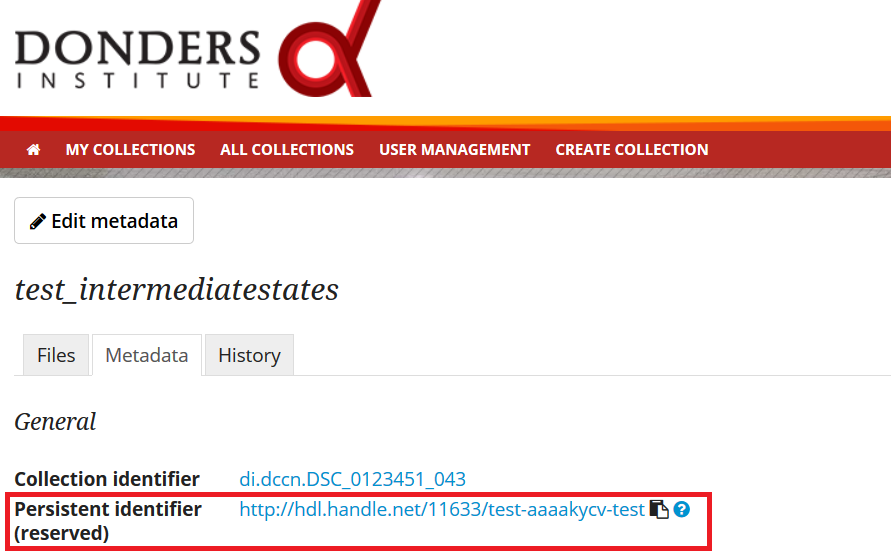 DONDERS
INSTITUTE
MY COLLECTIONS ALL COLLECTIONS USER MANAGEMENT CREATE COLLECTION
Edit metadata
test_intermediatestates
Files Metadata History
General
Collection identifier di.dccn.DSC_0123451_043
Persistent identifier http://hdl.handle.net/11633/test-aaaakycv-test ?
(reserved)